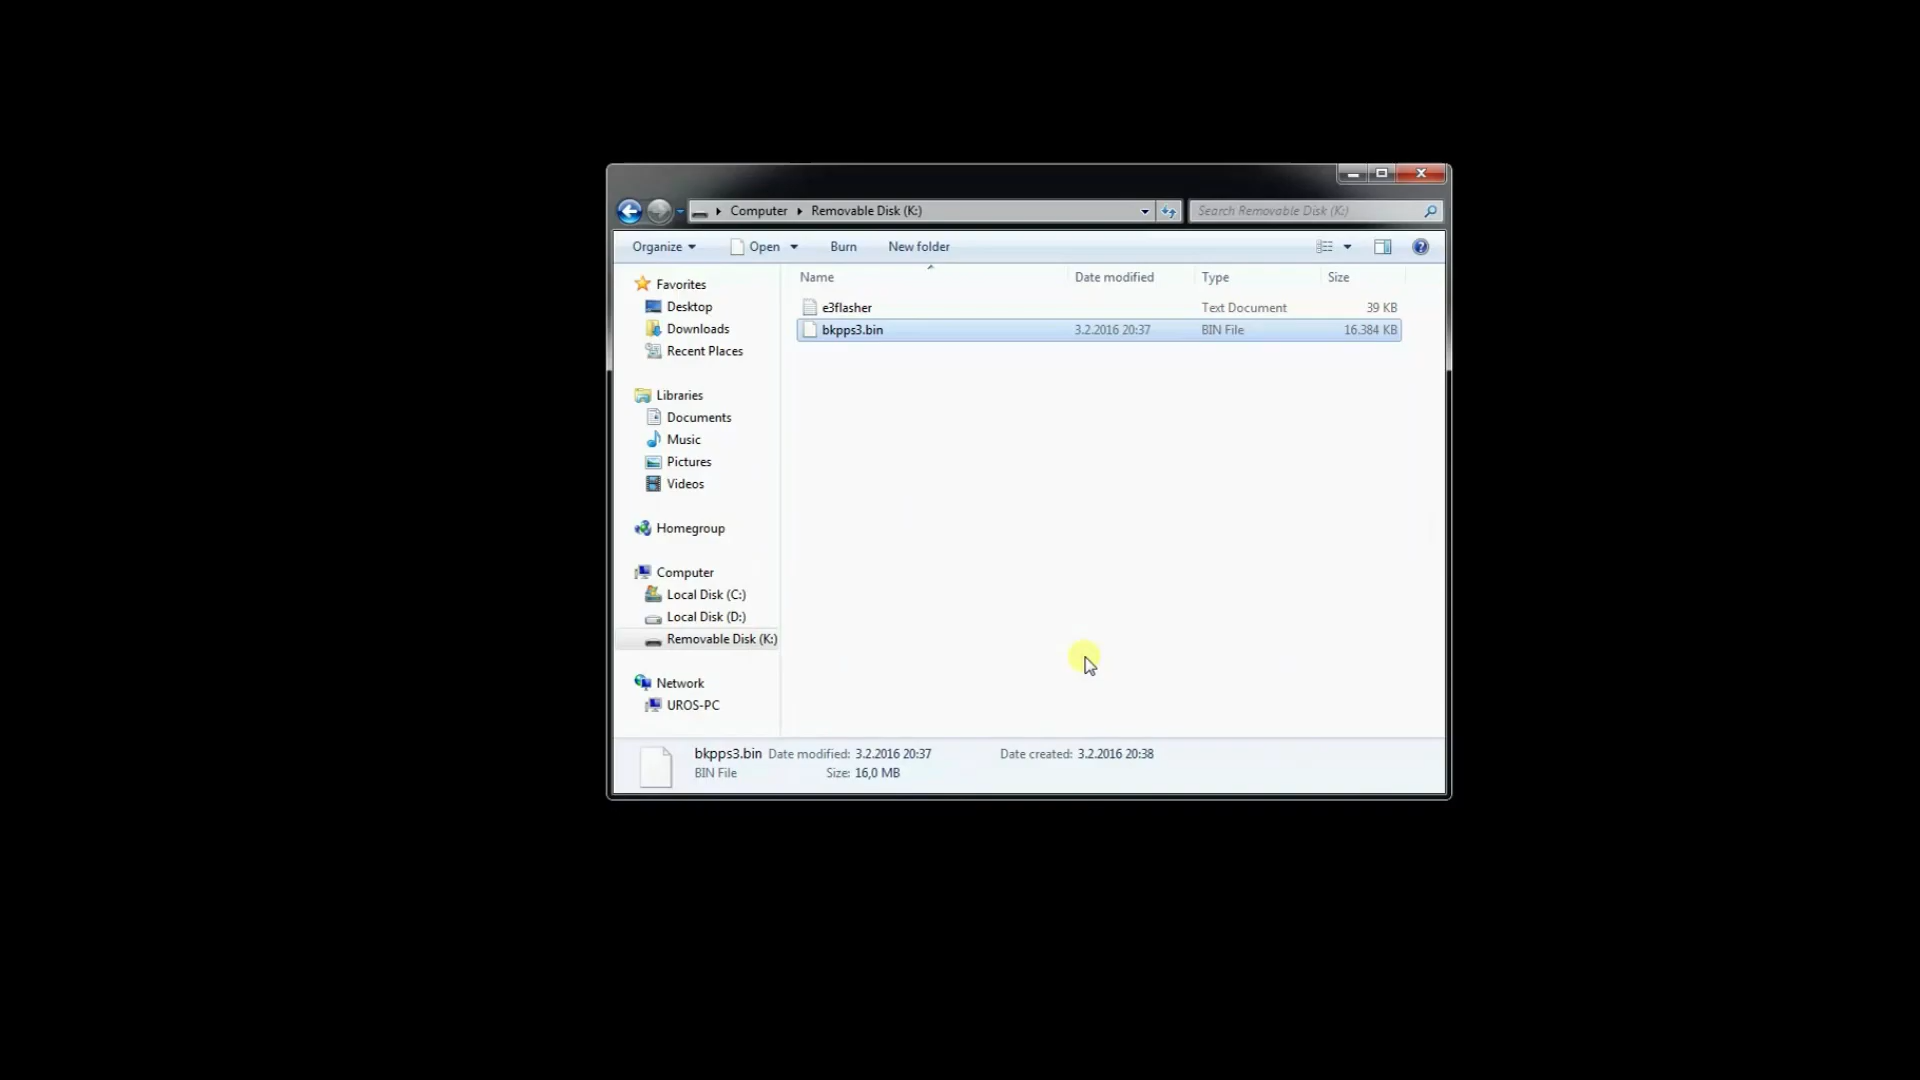 Computer Removable Disk (K:) Search Removable Disk (K:)
Organize Open Burn New folder
Name Date modified Type Size
e3flasher Text Document 39 KB
bkpps3.bin 3.2.2016 20:37 BIN File 16.384 KB
Favorites
Desktop
Downloads
Recent Places
Libraries
Documents
Music
Pictures
Videos
Homegroup
Computer
Local Disk (C:)
Local Disk (D:)
Removable Disk (K:)
Network
UROS-PC
bkpps3.bin Date modified: 3.2.2016 20:37 Date created: 3.2.2016 20:38
BIN File Size: 16,0 MB